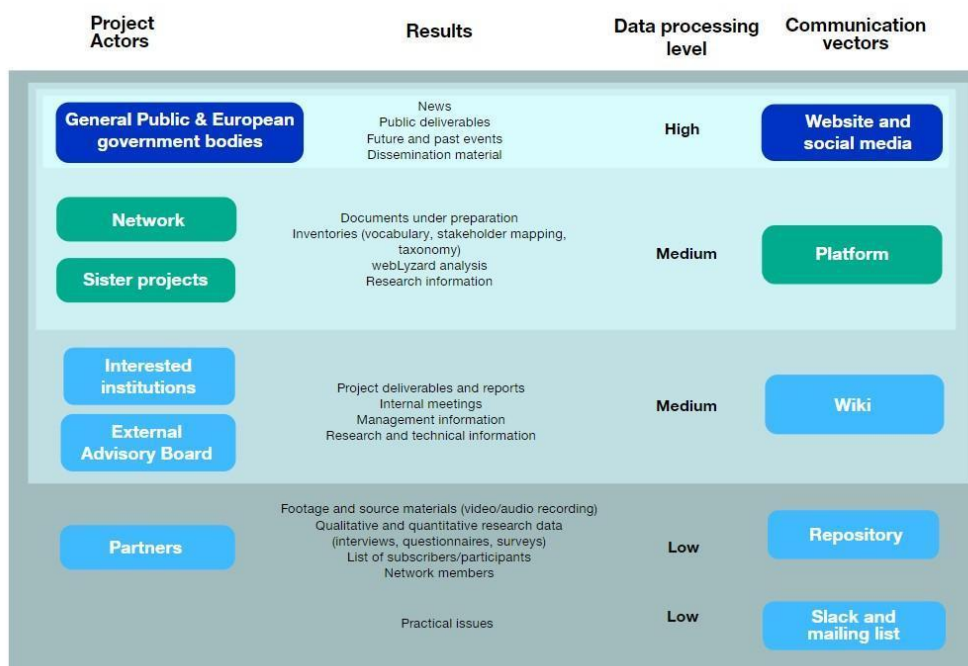 Project
Actors
Results
Data processing
level
Communication
vectors
General Public & European
government bodies
News
Public deliverables
Future and past events
Dissemination material
High
Website and
social media
Network
Sister projects
Documents under preparation
Inventories (vocabulary, stakeholder mapping,
taxonomy)
webLyzard analysis
Research information
Medium
Platform
Interested
institutions
External
Advisory Board
Project deliverables and reports
Internal meetings
Management information
Research and technical information
Medium
Wiki
Partners
Footage and source materials (video/audio recording)
Qualitative and quantitative research data
(interviews, questionnaires, surveys)
List of subscribers/participants
Network members
Low
Repository
Practical issues
Low
Slack and
mailing list